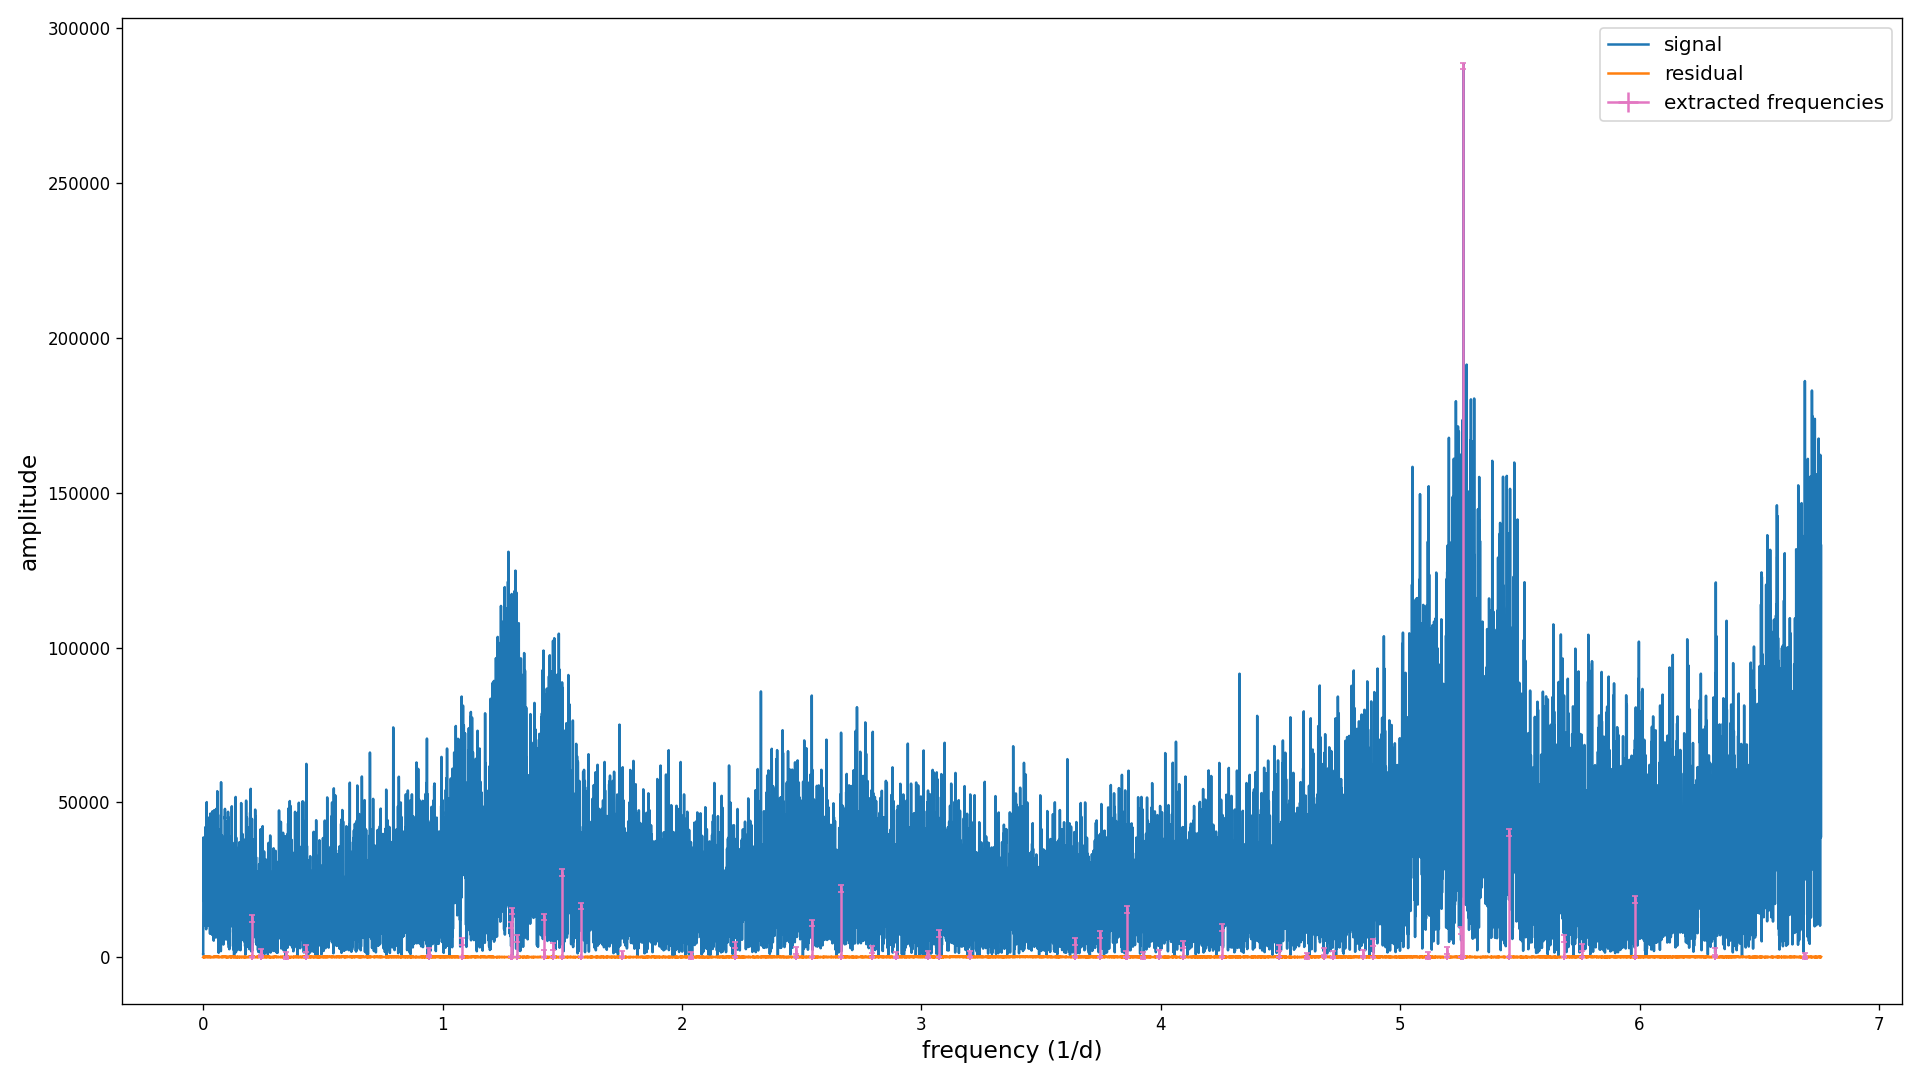 300000
250000
200000
150000
100000
50000
0
amplitude
0 1 2 3 4 5 6 7
frequency (1/d)
signal
residual
extracted frequencies